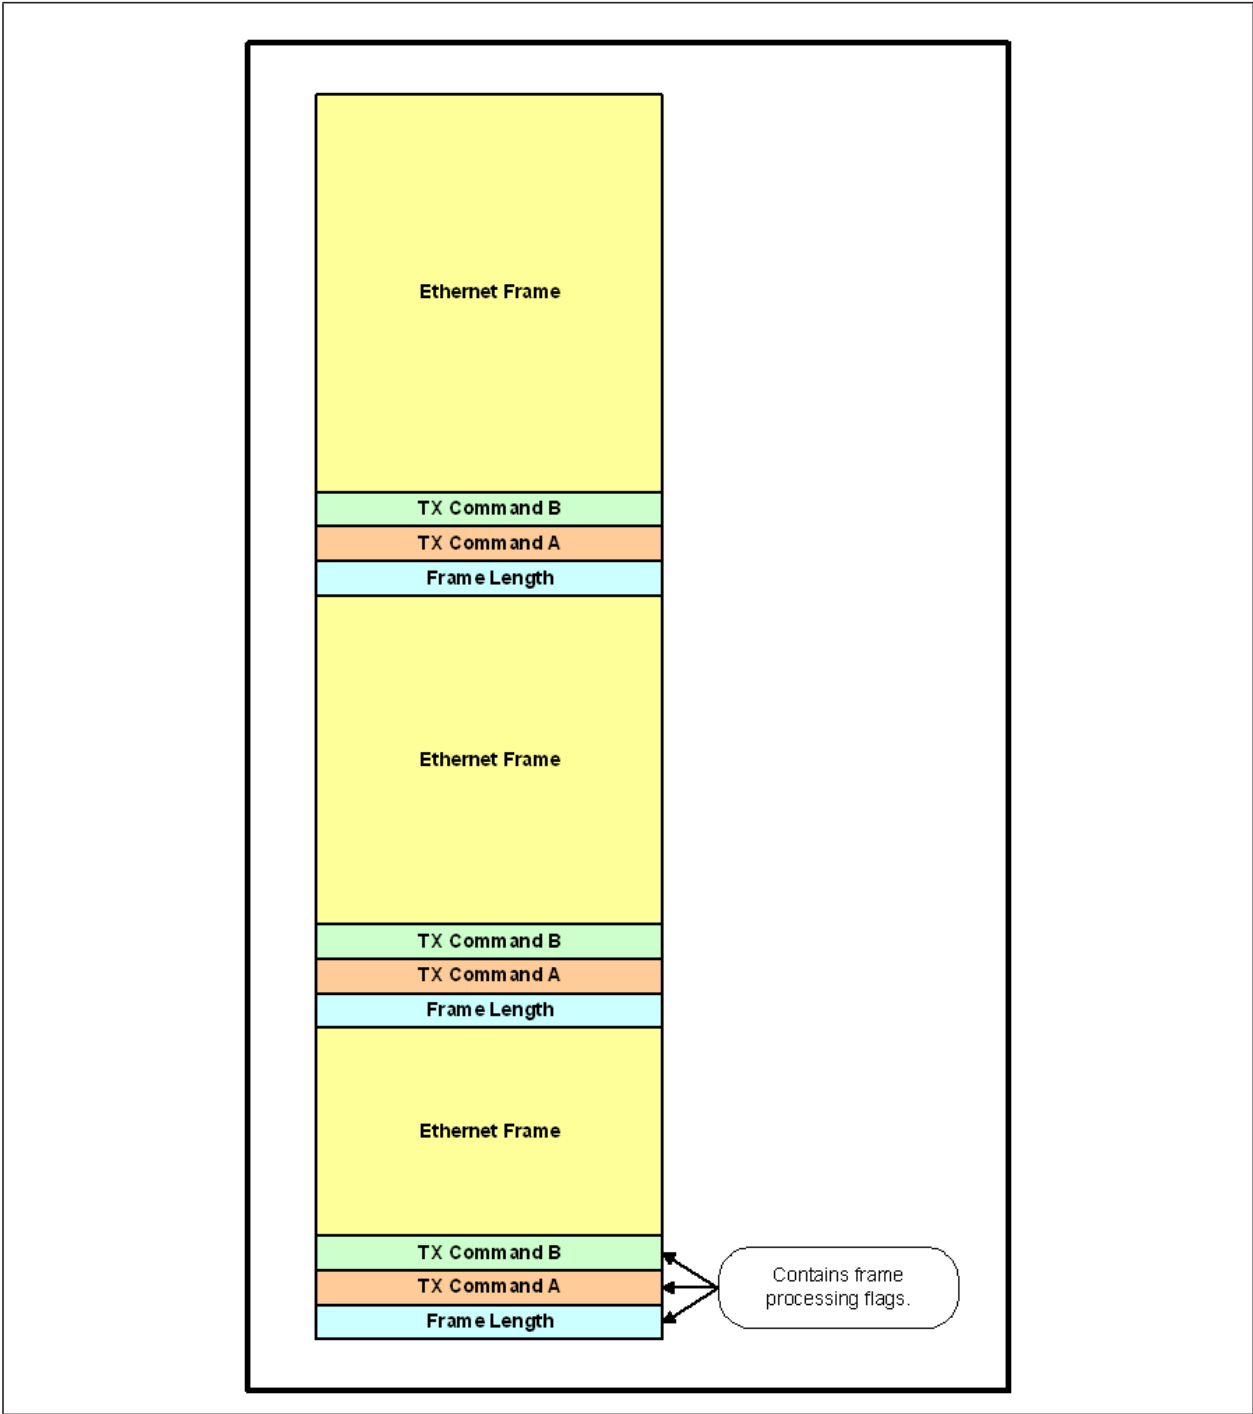 Ethernet Frame
TX Command B
TX Command A
Frame Length
Ethernet Frame
TX Command B
TX Command A
Frame Length
Ethernet Frame
TX Command B
TX Command A
Frame Length
Contains frame
processing flags.